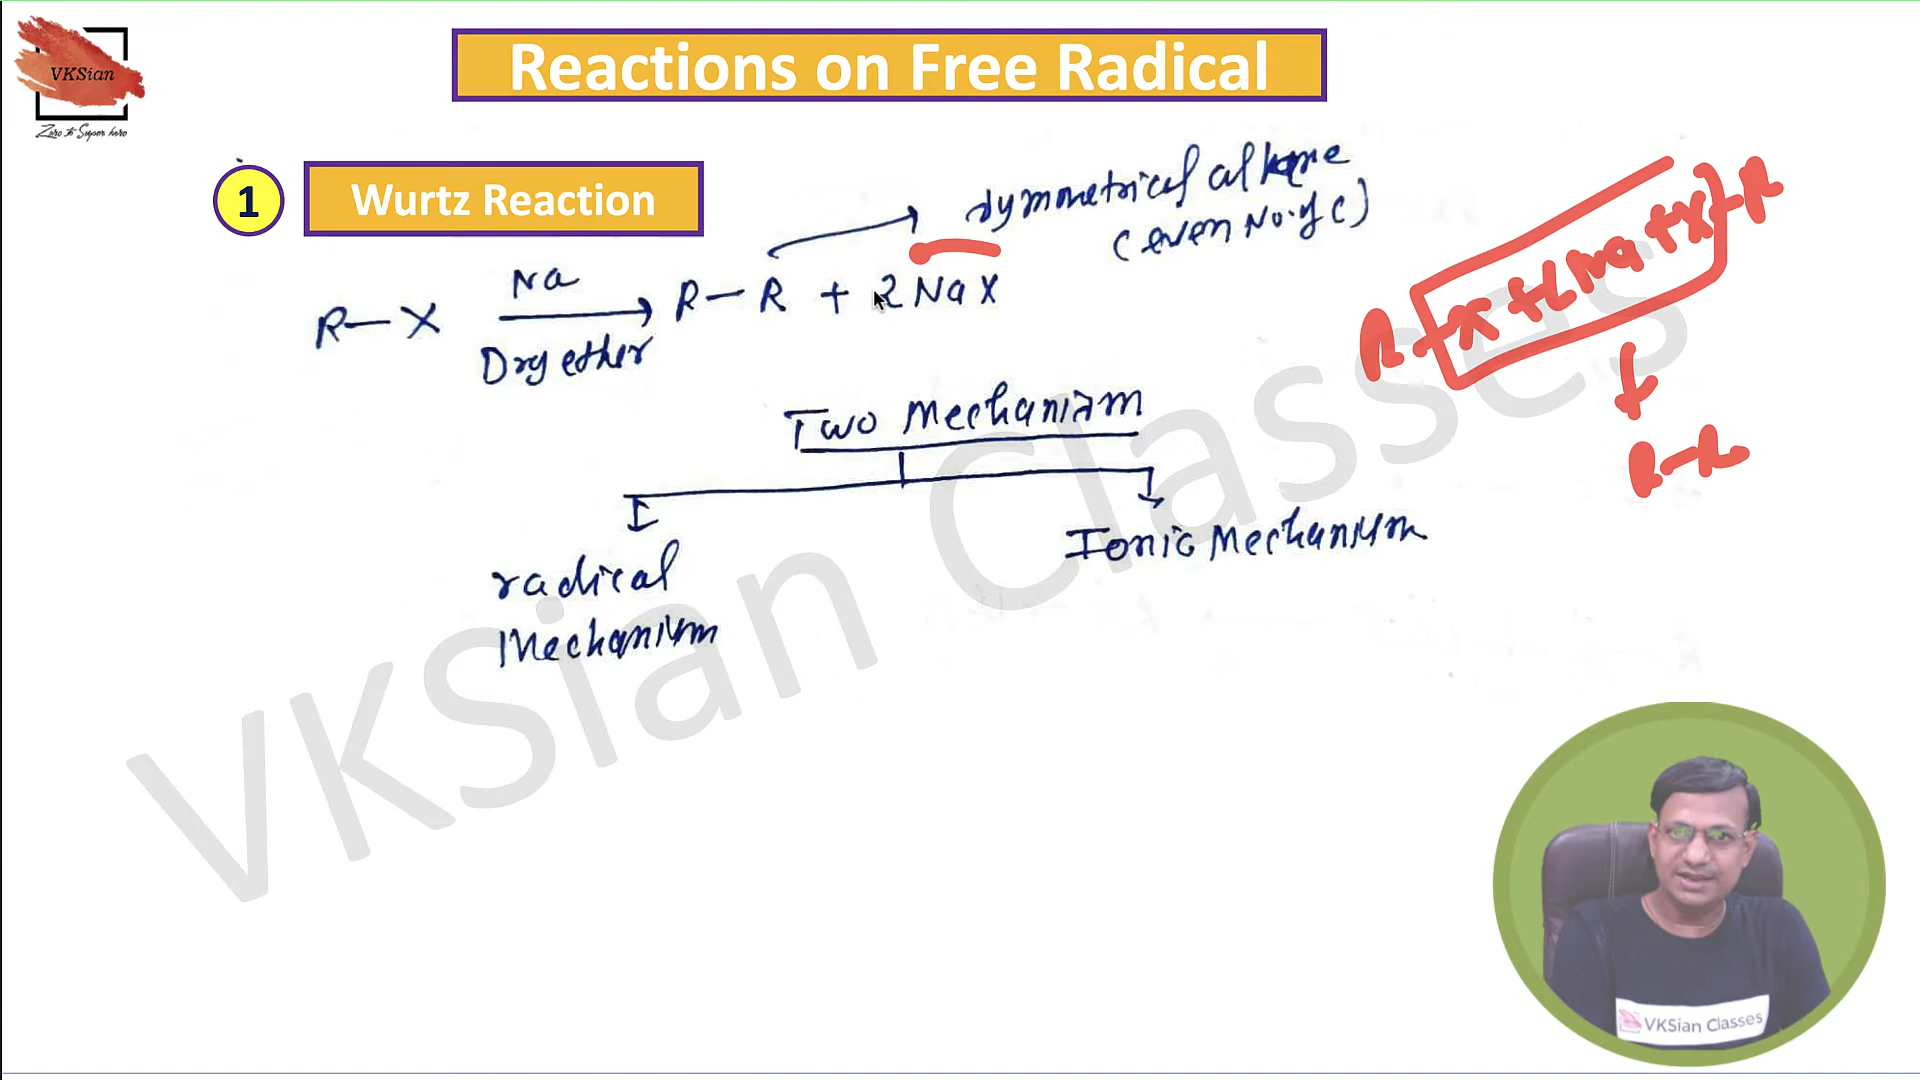 VKSian
Zero to Super hero
Reactions on Free Radical
1 Wurtz Reaction
symmetrical alkane
(even No. of C)
R—X Na Dry ether R—R + 2NaX
R—X + 2Na + X—R
R—R
Two Mechanism
radical
Mechanism
Ionic Mechanism
VKSian Classes
VKSian Classes